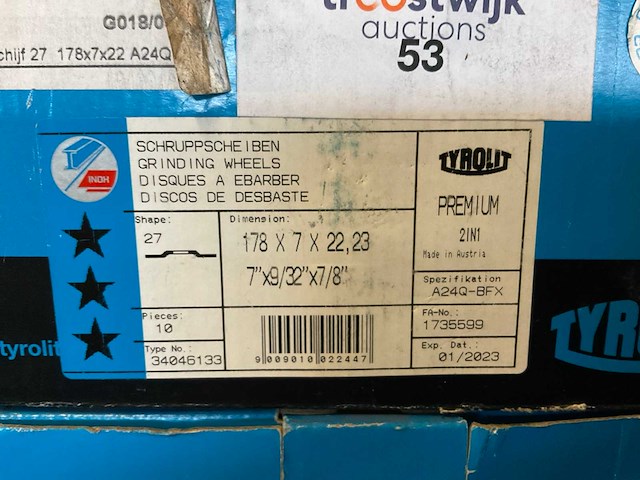 G018/0
chijf 27 178x7x22 A24Q
troostwijk
auctions
53
INOX
SCHRUPPSCHEIBEN
GRINDING WHEELS
DISQUES A EBARBER
DISCOS DE DESBASTE
TYROLIT
PREMIUM
2IN1
Made in Austria
Shape:
27
Dimension:
178 X 7 X 22,23
7"x9/32"x7/8"
Spezifikation
A24Q-BFX
Pieces:
10
FA-No.:
1735599
Type No.:
34046133
9 009010 022447
Exp. Dat.:
01/2023
tyrolit
TYROL